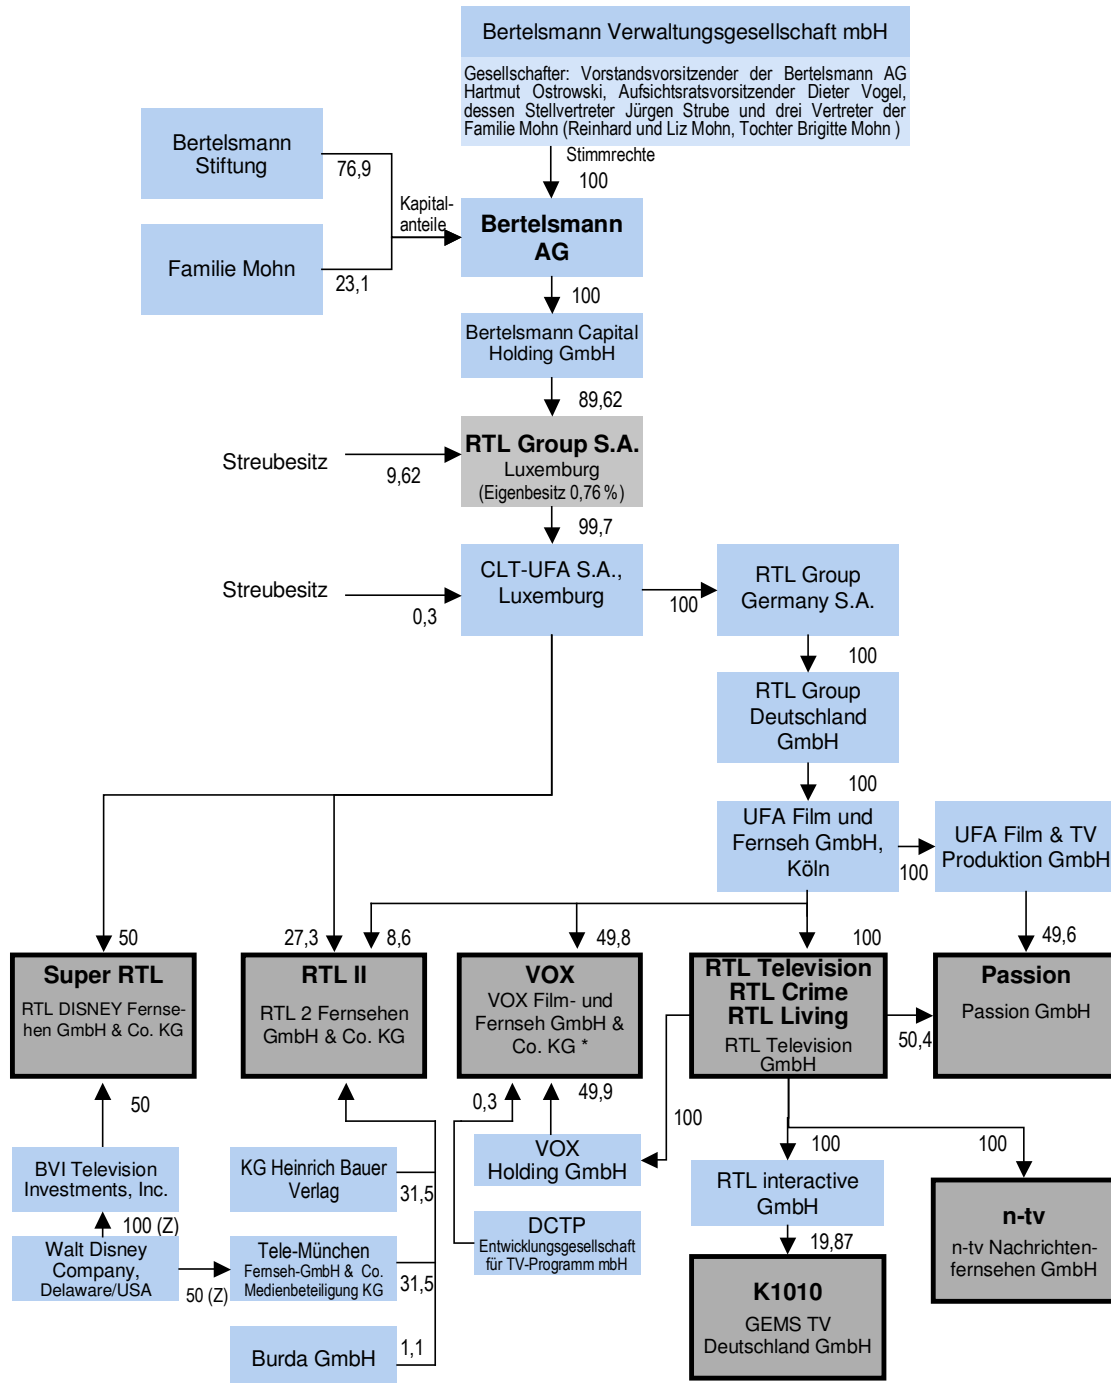 Bertelsmann Verwaltungsgesellschaft mbH
Gesellschafter: Vorstandsvorsitzender der Bertelsmann AG
Hartmut Ostrowski, Aufsichtsratsvorsitzender Dieter Vogel,
dessen Stellvertreter Jürgen Strube und drei Vertreter der
Familie Mohn (Reinhard und Liz Mohn, Tochter Brigitte Mohn )
Stimmrechte
100
Bertelsmann
Stiftung
76,9
Kapital-
anteile
Familie Mohn
23,1
Bertelsmann
AG
100
Bertelsmann Capital
Holding GmbH
89,62
Streubesitz
9,62
RTL Group S.A.
Luxemburg
(Eigenbesitz 0,76 %)
99,7
Streubesitz
0,3
CLT-UFA S.A.,
Luxemburg
100
RTL Group
Germany S.A.
100
RTL Group
Deutschland
GmbH
100
UFA Film und
Fernseh GmbH,
Köln
100
UFA Film & TV
Produktion GmbH
50
27,3
8,6
49,8
100
49,6
Super RTL
RTL DISNEY Fernse-
hen GmbH & Co. KG
RTL II
RTL 2 Fernsehen
GmbH & Co. KG
VOX
VOX Film- und
Fernseh GmbH &
Co. KG *
RTL Television
RTL Crime
RTL Living
RTL Television
GmbH
50,4
Passion
Passion GmbH
50
0,3
49,9
100
100
100
BVI Television
Investments, Inc.
100 (Z)
Walt Disney
Company,
Delaware/USA
50 (Z)
KG Heinrich Bauer
Verlag
31,5
Tele-München
Fernseh-GmbH & Co.
Medienbeteiligung KG
31,5
Burda GmbH
1,1
VOX
Holding GmbH
DCTP
Entwicklungsgesellschaft
für TV-Programm mbH
RTL interactive
GmbH
19,87
K1010
GEMS TV
Deutschland GmbH
n-tv
n-tv Nachrichten-
fernsehen GmbH